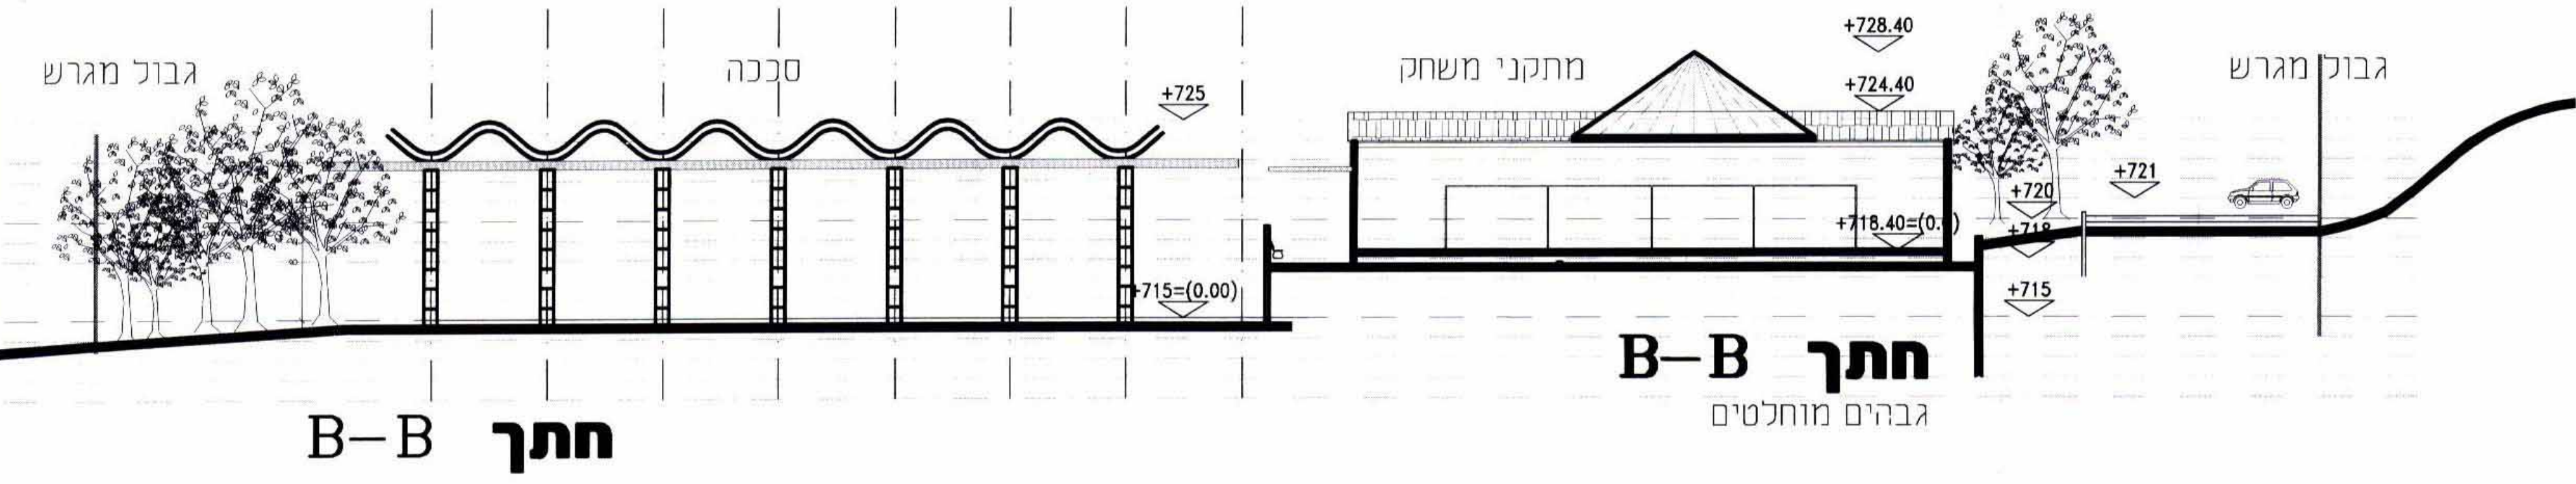 גבול מגרש
סככה
+725
+715=(0.00)
חתך B-B
מתקני משחק
+728.40
+724.40
+718.40=(0.0)
גבול מגרש
+721
+720
+718
+715
חתך B-B
גבהים מוחלטים